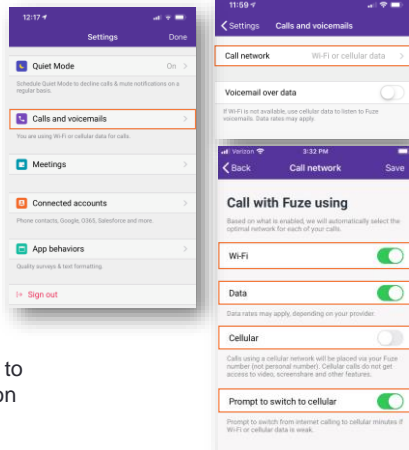 12:17
Settings
Done
Quiet Mode
On >
Schedule Quiet Mode to decline calls & mute notifications on a
regular basis.
Calls and voicemails >
You are using Wi-Fi or cellular data for calls.
Meetings >
Connected accounts >
Phone contacts, Google, O365, Salesforce and more.
App behaviors >
Quality surveys & text formatting.
Sign out
to
on
11:59
< Settings Calls and voicemails
Call network Wi-Fi or cellular data >
Voicemail over data
If Wi-Fi is not available, use cellular data to listen to Fuze
voicemails. Data rates may apply.
Verizon 3:32 PM
< Back Call network Save
Call with Fuze using
Based on what is enabled, we will automatically select the
optimal network for each of your calls.
Wi-Fi
Data
Data rates may apply, depending on your provider.
Cellular
Calls using a cellular network will be placed via your Fuze
number (not personal number). Cellular calls do not get
access to video, screenshare and other features.
Prompt to switch to cellular
Prompt to switch from internet calling to cellular minutes if
Wi-Fi or cellular data is weak.